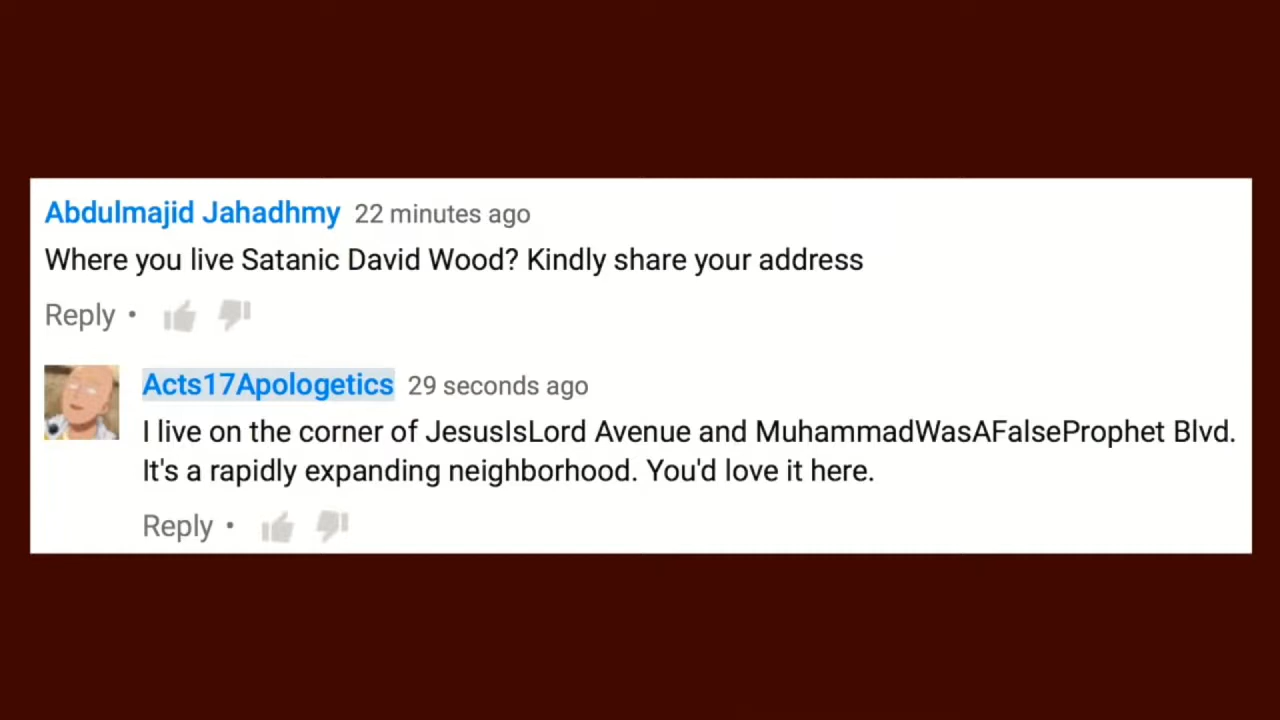 Abdulmajid Jahadhmy 22 minutes ago
Where you live Satanic David Wood? Kindly share your address
Reply •
Acts17Apologetics 29 seconds ago
I live on the corner of JesusIsLord Avenue and MuhammadWasAFalseProphet Blvd.
It's a rapidly expanding neighborhood. You'd love it here.
Reply •